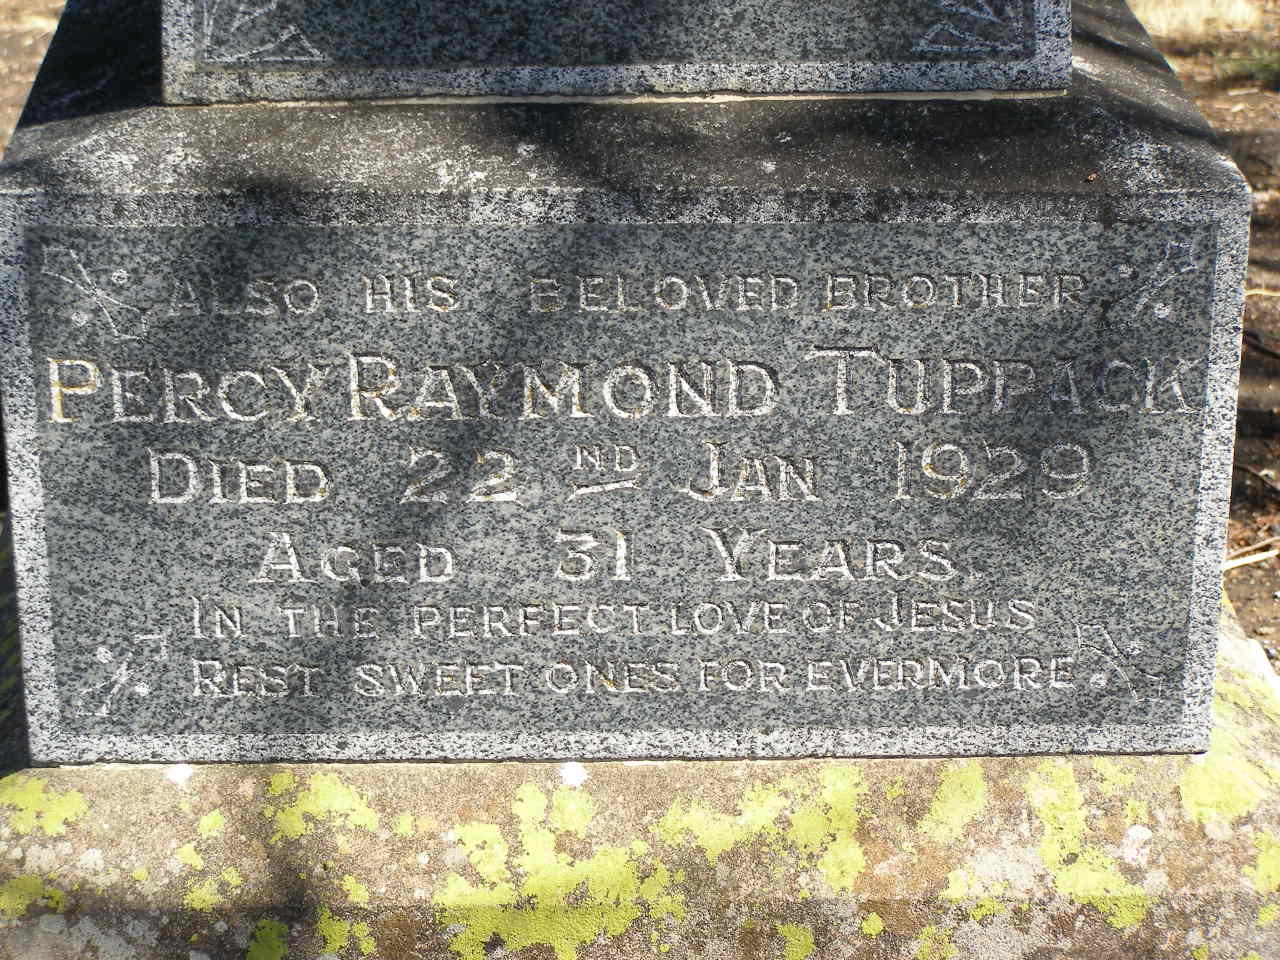 ALSO HIS BELOVED BROTHER
PERCY RAYMOND TUPPACK
DIED 22ND JAN 1929
AGED 31 YEARS.
IN THE PERFECT LOVE OF JESUS
REST SWEET ONES FOR EVERMORE